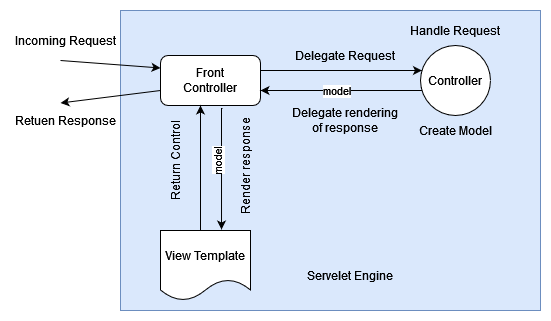 Handle Request
Incoming Request
Front
Controller
Delegate Request
Controller
model
Retuen Response
Delegate rendering
of response
Create Model
Return Control
model
Render response
View Template
Servelet Engine